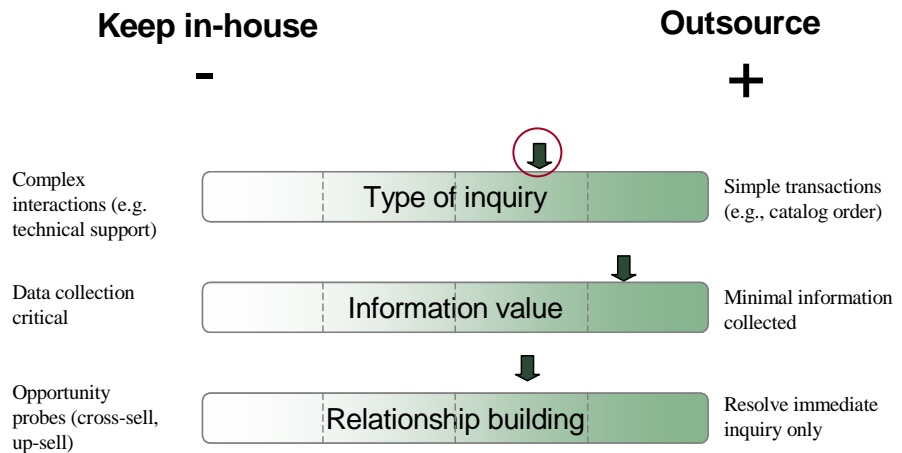 Keep in-house
Outsource
-
+
Complex
interactions (e.g.
technical support)
Type of inquiry
Simple transactions
(e.g., catalog order)
Data collection
critical
Information value
Minimal information
collected
Opportunity
probes (cross-sell,
up-sell)
Relationship building
Resolve immediate
inquiry only